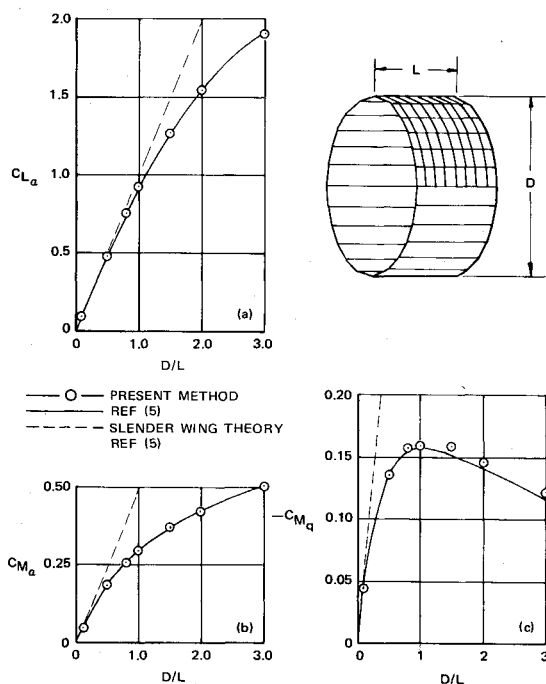 2.0
1.5
C_Lα
1.0
0.5
0
0
1.0
2.0
3.0
D/L
(a)
L
D
PRESENT METHOD
REF (5)
SLENDER WING THEORY
REF (5)
0.50
C_Mα
0.25
0
0
1.0
2.0
3.0
D/L
(b)
0.20
0.15
−C_Mq
0.10
0.05
0
0
1
2
3
D/L
(c)